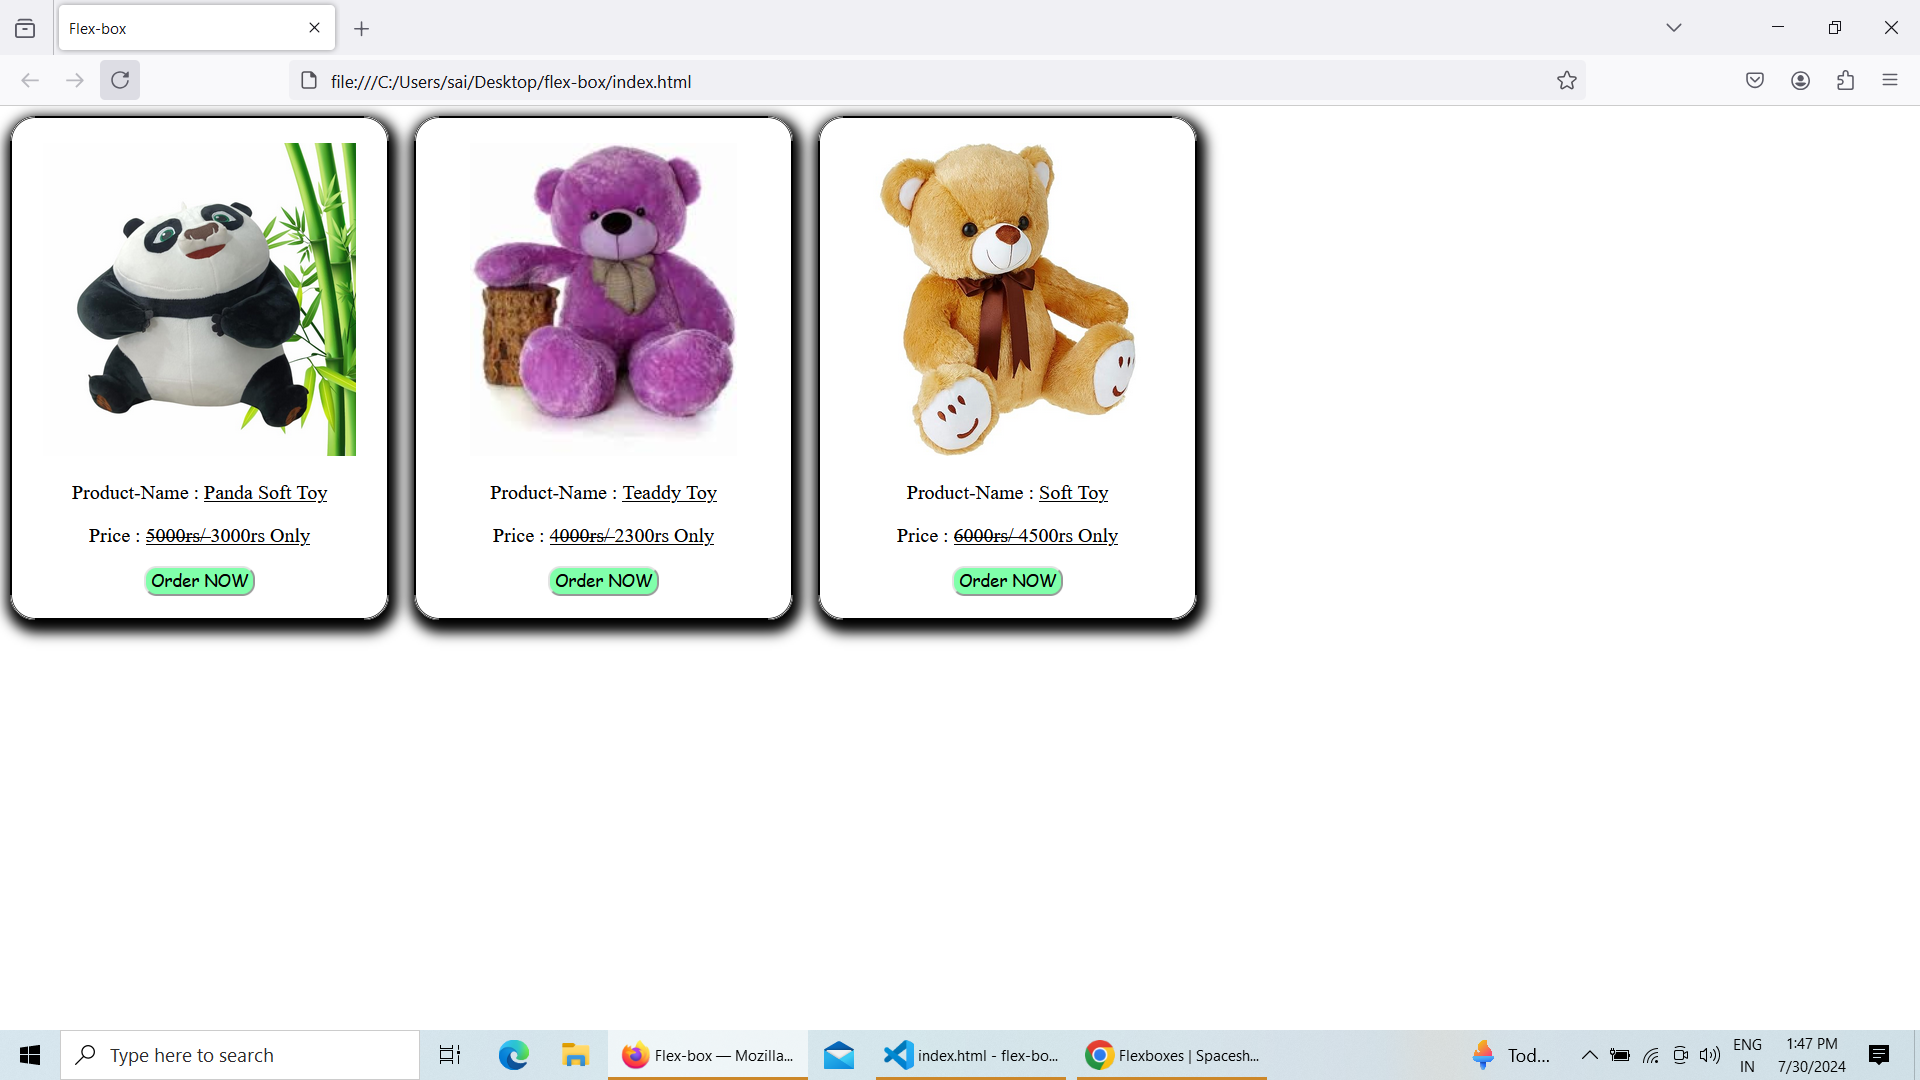 Flex-box
file:///C:/Users/sai/Desktop/flex-box/index.html
Product-Name : Panda Soft Toy
Price : 5000rs/ 3000rs Only
Order NOW
Product-Name : Teaddy Toy
Price : 4000rs/ 2300rs Only
Order NOW
Product-Name : Soft Toy
Price : 6000rs/ 4500rs Only
Order NOW
Type here to search
Flex-box — Mozilla...
index.html - flex-bo...
Flexboxes | Spacesh...
Tod...
ENG
IN
1:47 PM
7/30/2024